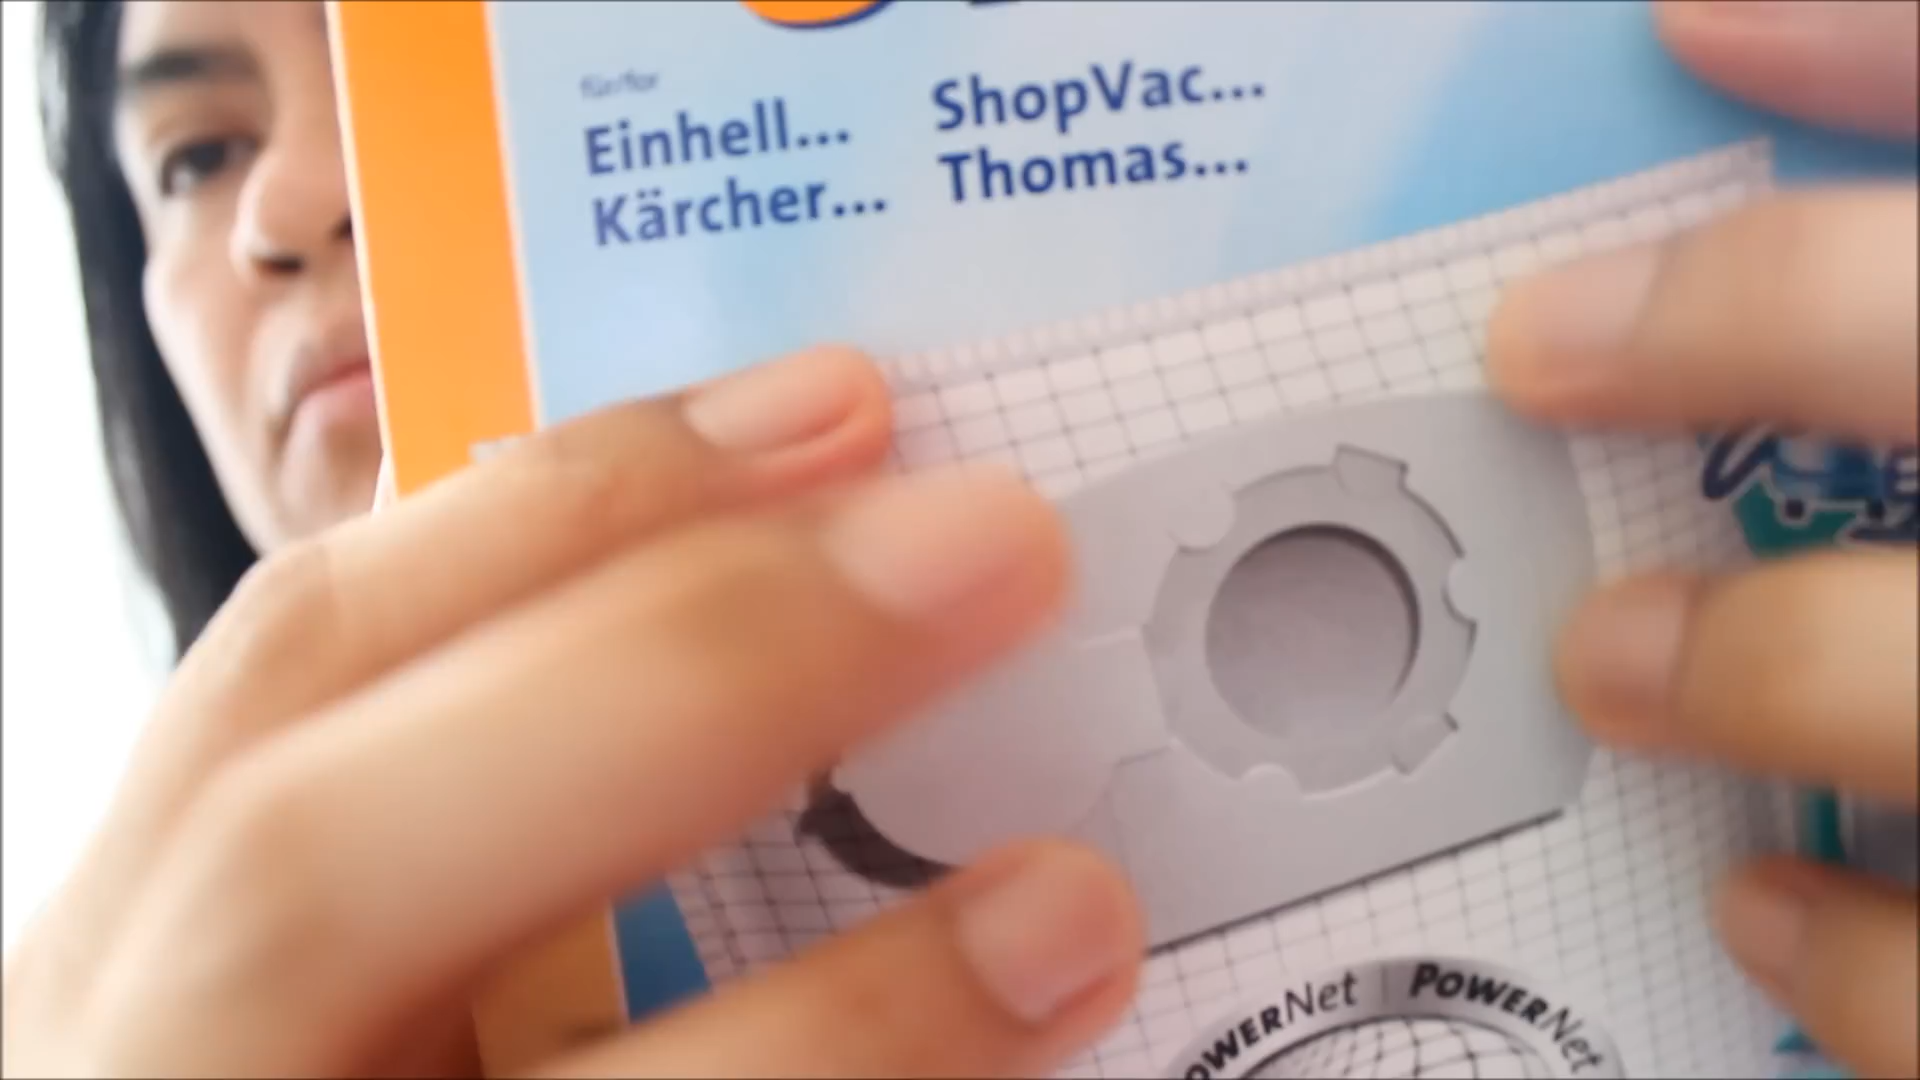 für/for
Einhell... ShopVac...
Kärcher... Thomas...
POWERNet | POWERNet